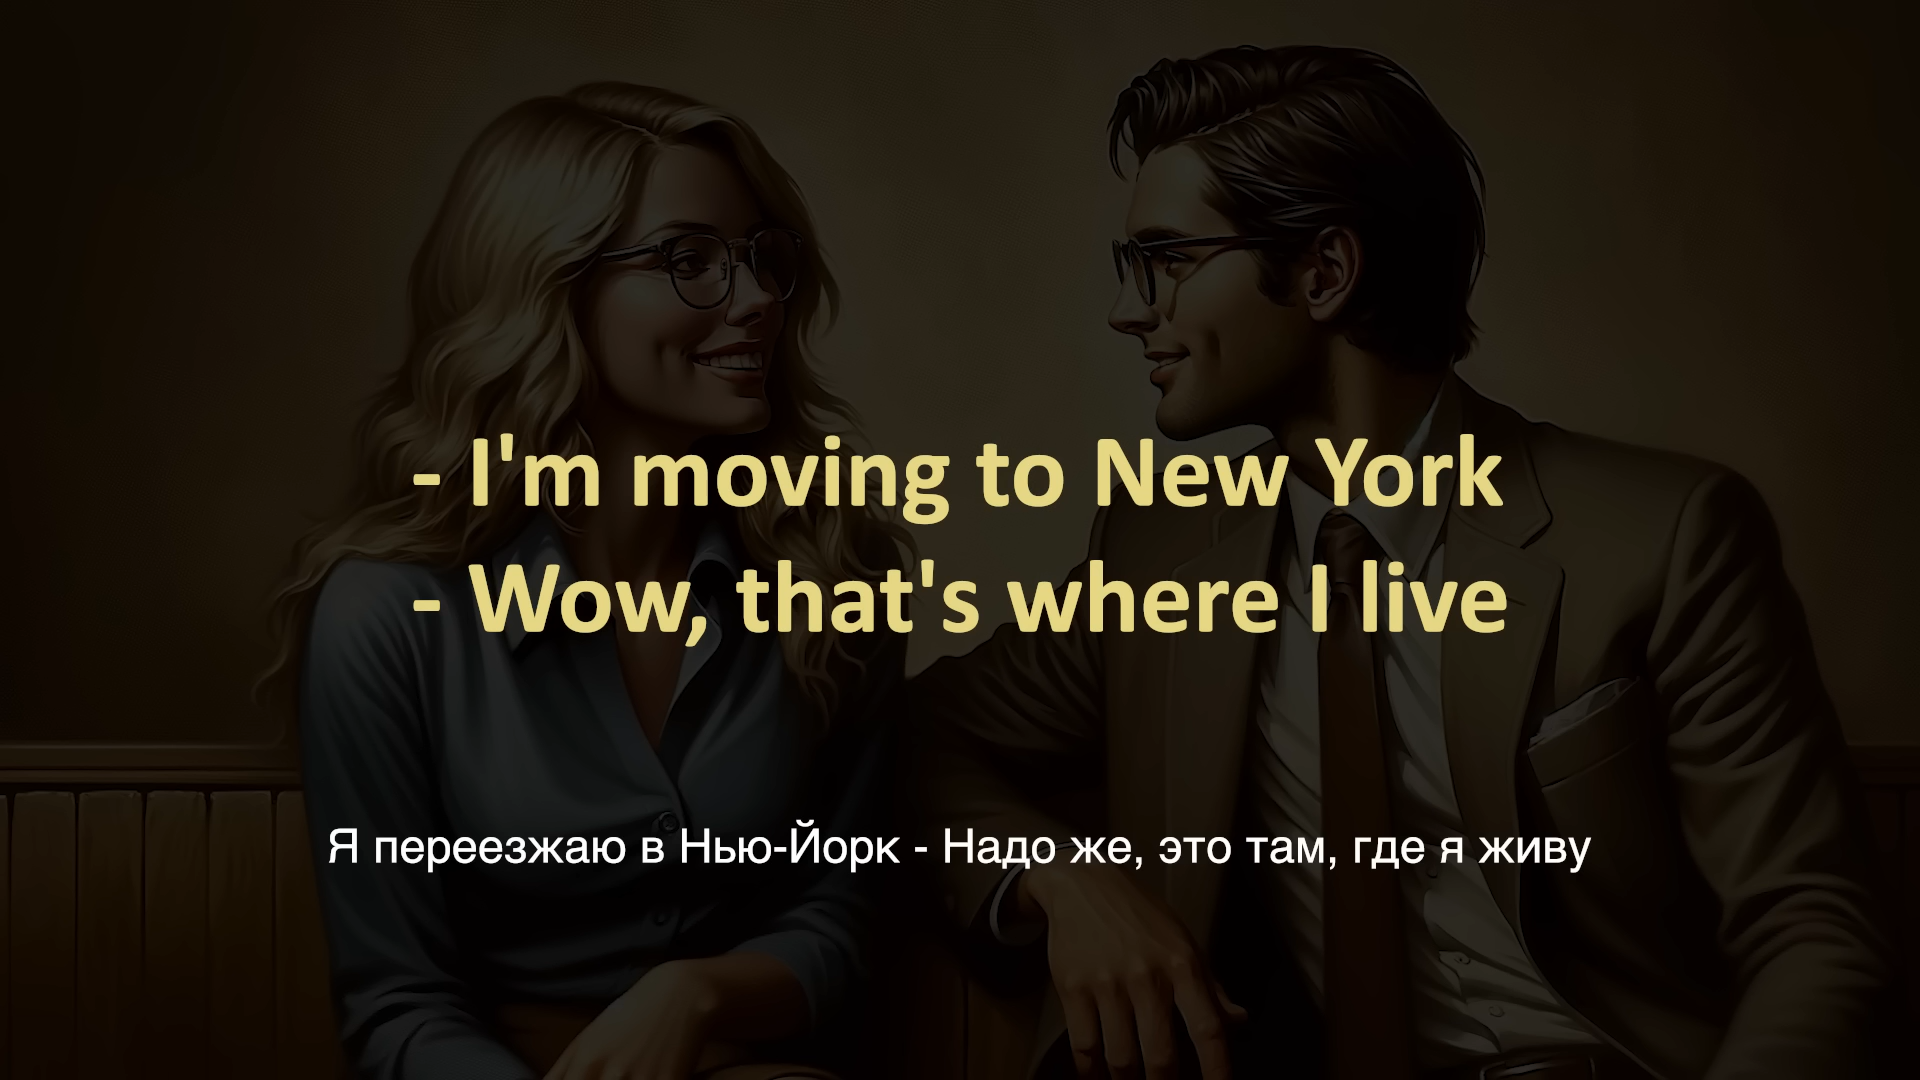 - I'm moving to New York
- Wow, that's where I live
Я переезжаю в Нью-Йорк - Надо же, это там, где я живу